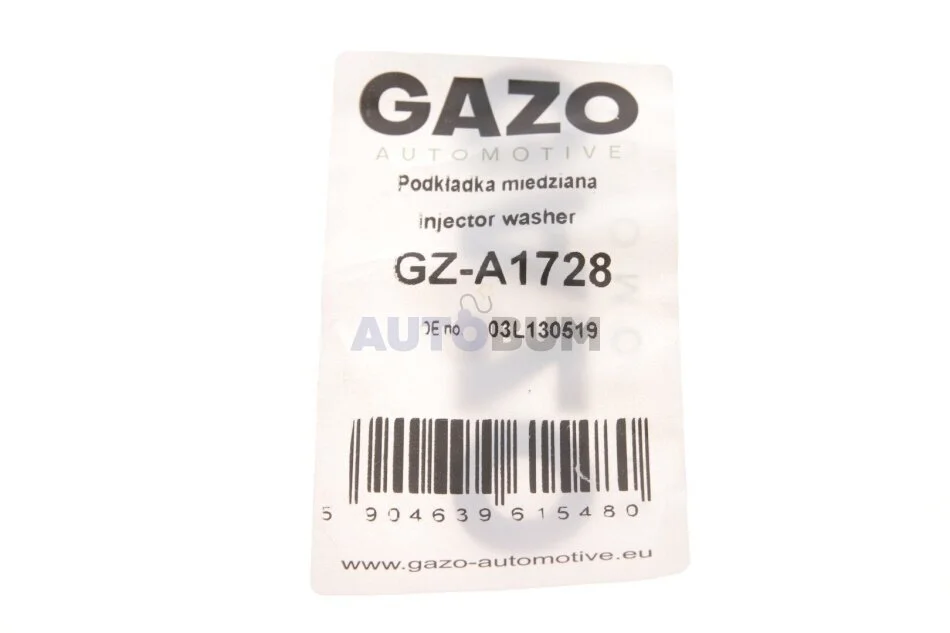 GAZO
AUTOMOTIVE
Podkładka miedziana
injector washer
GZ-A1728
OE no. 03L130519
AUTOBUM
5 904639 615480
www.gazo-automotive.eu